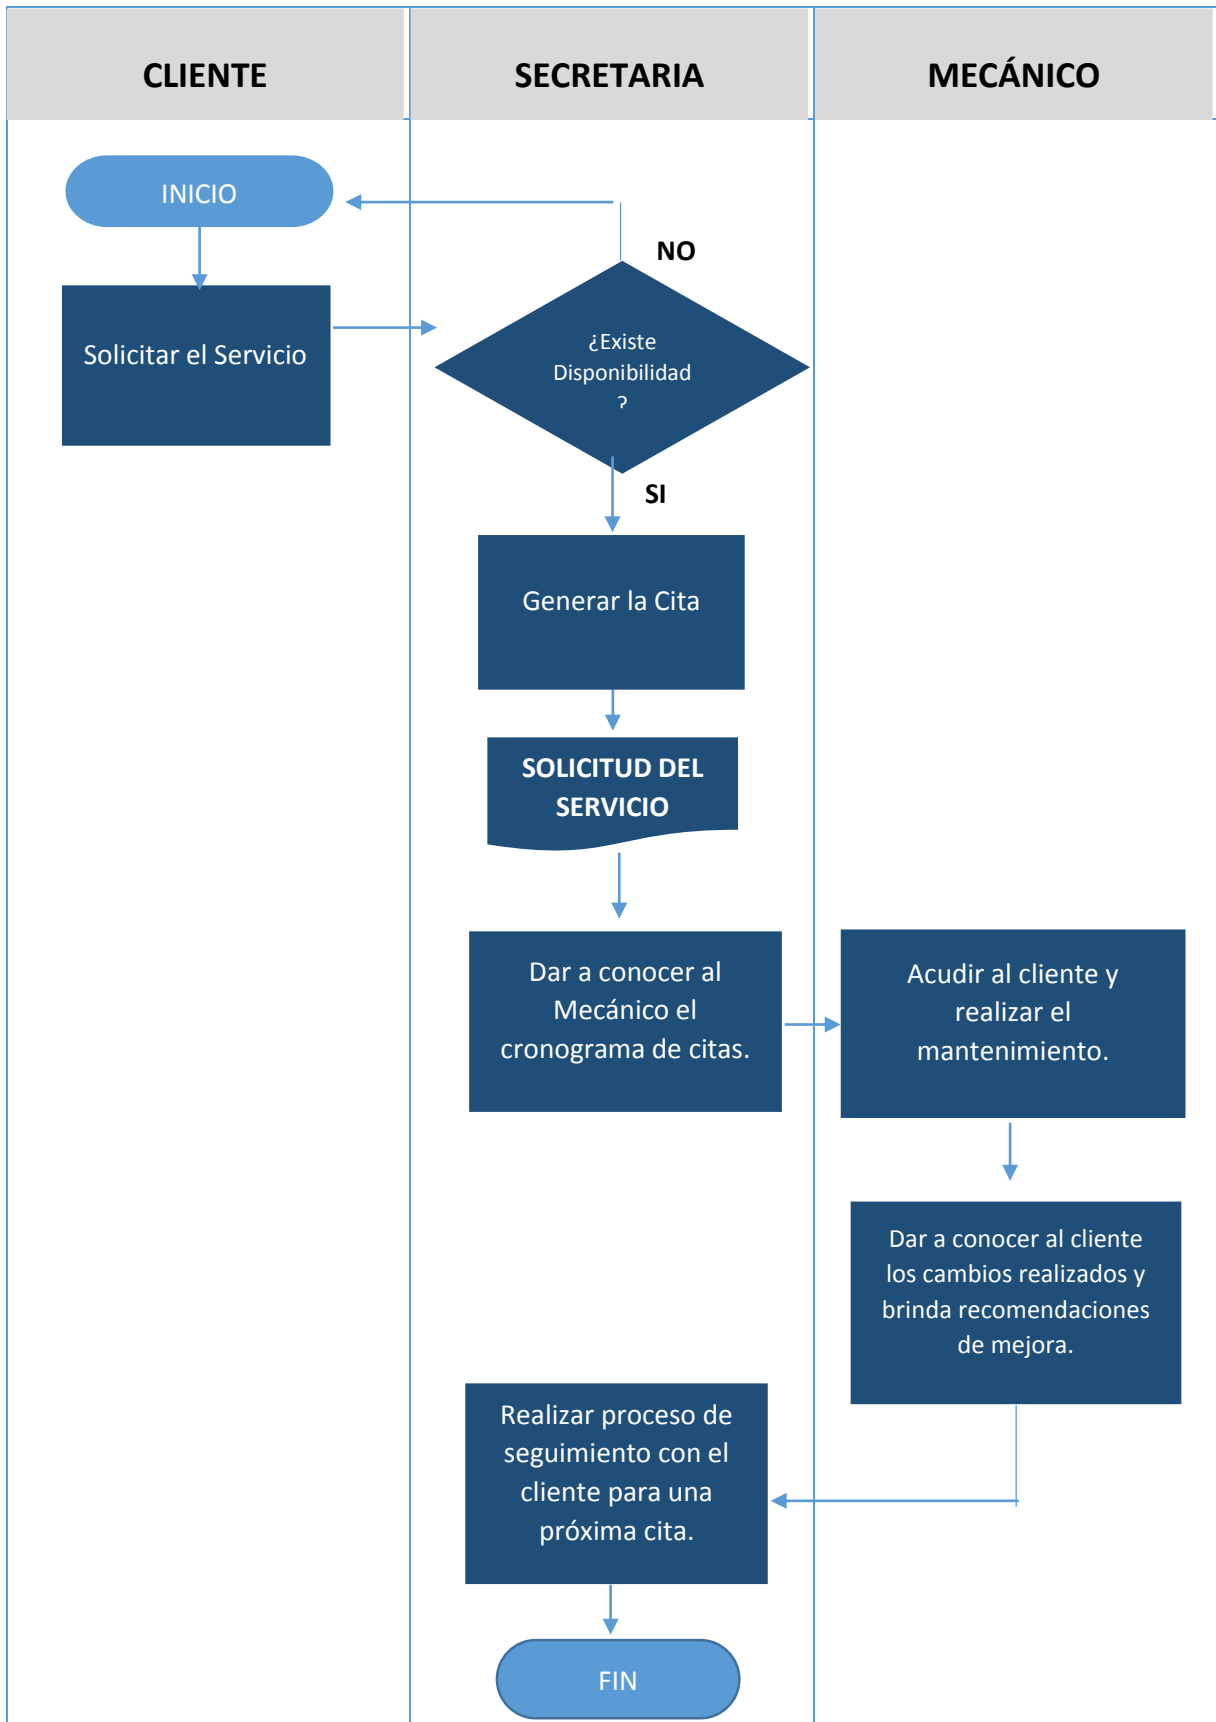 CLIENTE
SECRETARIA
MECÁNICO
INICIO
NO
Solicitar el Servicio
¿Existe
Disponibilidad
?
SI
Generar la Cita
SOLICITUD DEL
SERVICIO
Dar a conocer al
Mecánico el
cronograma de citas.
Acudir al cliente y
realizar el
mantenimiento.
Dar a conocer al cliente
los cambios realizados y
brinda recomendaciones
de mejora.
Realizar proceso de
seguimiento con el
cliente para una
próxima cita.
FIN